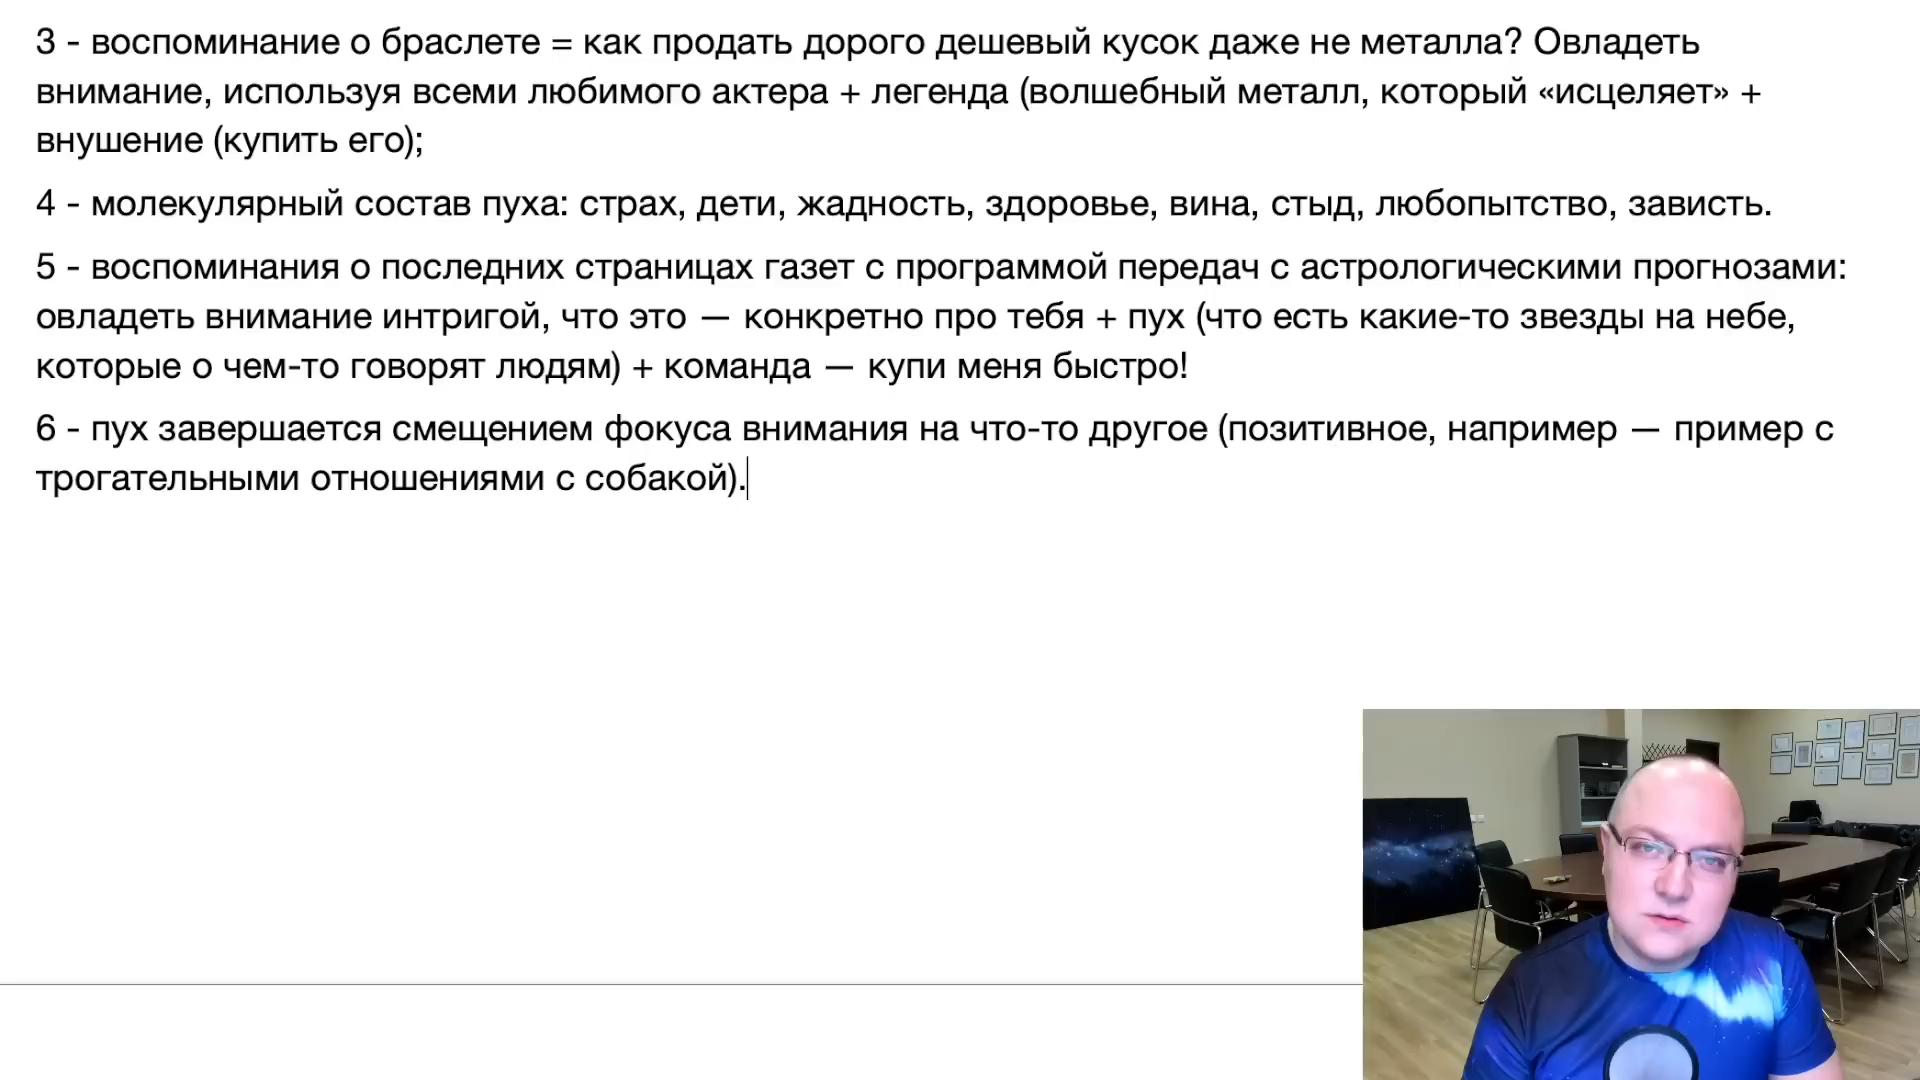 3 - воспоминание о браслете = как продать дорого дешевый кусок даже не металла? Овладеть
внимание, используя всеми любимого актера + легенда (волшебный металл, который «исцеляет» +
внушение (купить его);
4 - молекулярный состав пуха: страх, дети, жадность, здоровье, вина, стыд, любопытство, зависть.
5 - воспоминания о последних страницах газет с программой передач с астрологическими прогнозами:
овладеть внимание интригой, что это — конкретно про тебя + пух (что есть какие-то звезды на небе,
которые о чем-то говорят людям) + команда — купи меня быстро!
6 - пух завершается смещением фокуса внимания на что-то другое (позитивное, например — пример с
трогательными отношениями с собакой).